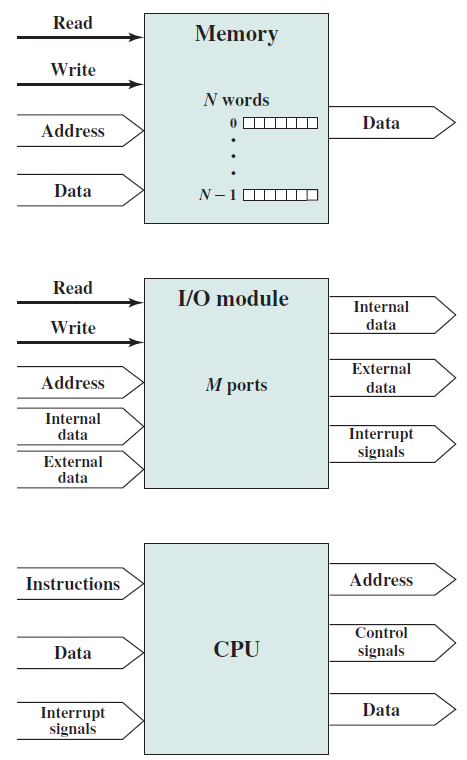 Read
Memory
Write
N words
0
Address
Data
Data
N – 1
Read
I/O module
Internal
data
Write
External
data
Address
M ports
Internal
data
Interrupt
signals
External
data
Instructions
Address
CPU
Control
signals
Data
Data
Interrupt
signals